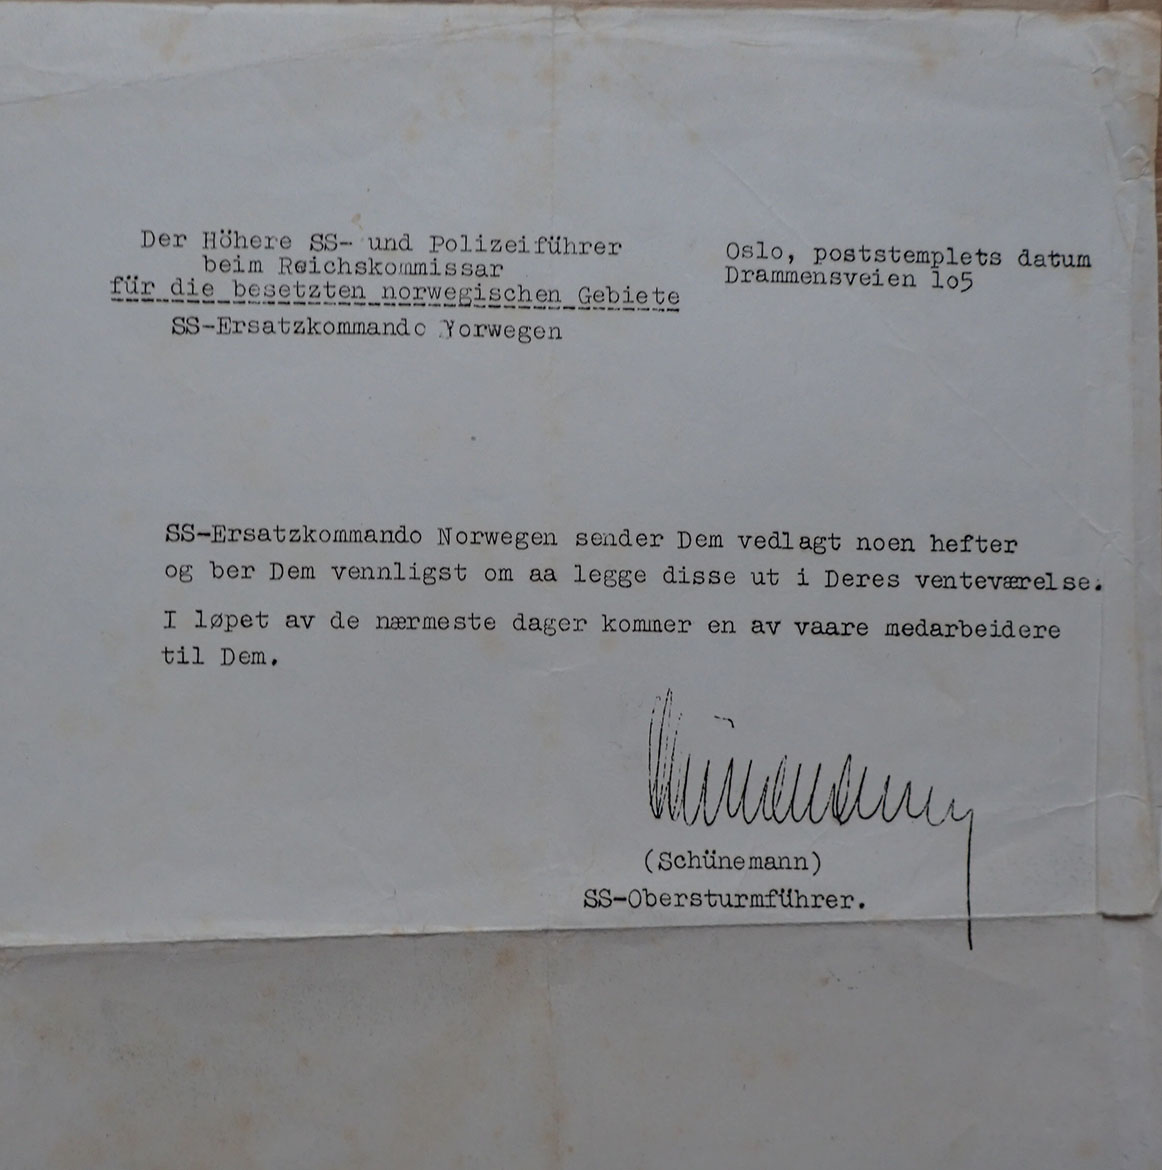 Der Höhere SS- und Polizeiführer
beim Reichskommissar
für die besetzten norwegischen Gebiete
SS-Ersatzkommando Norwegen
Oslo, poststemplets datum
Drammensveien lo5
SS-Ersatzkommando Norwegen sender Dem vedlagt noen hefter
og ber Dem vennligst om aa legge disse ut i Deres venteværelse.
I løpet av de nærmeste dager kommer en av vaare medarbeidere
til Dem.
Schünemann
(Schünemann)
SS-Obersturmführer.